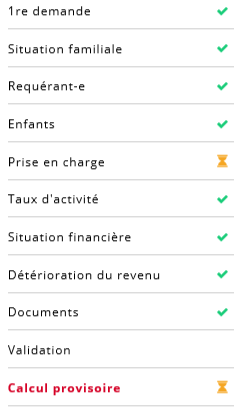 1re demande
Situation familiale
Requérant-e
Enfants
Prise en charge
Taux d'activité
Situation financière
Détérioration du revenu
Documents
Validation
Calcul provisoire